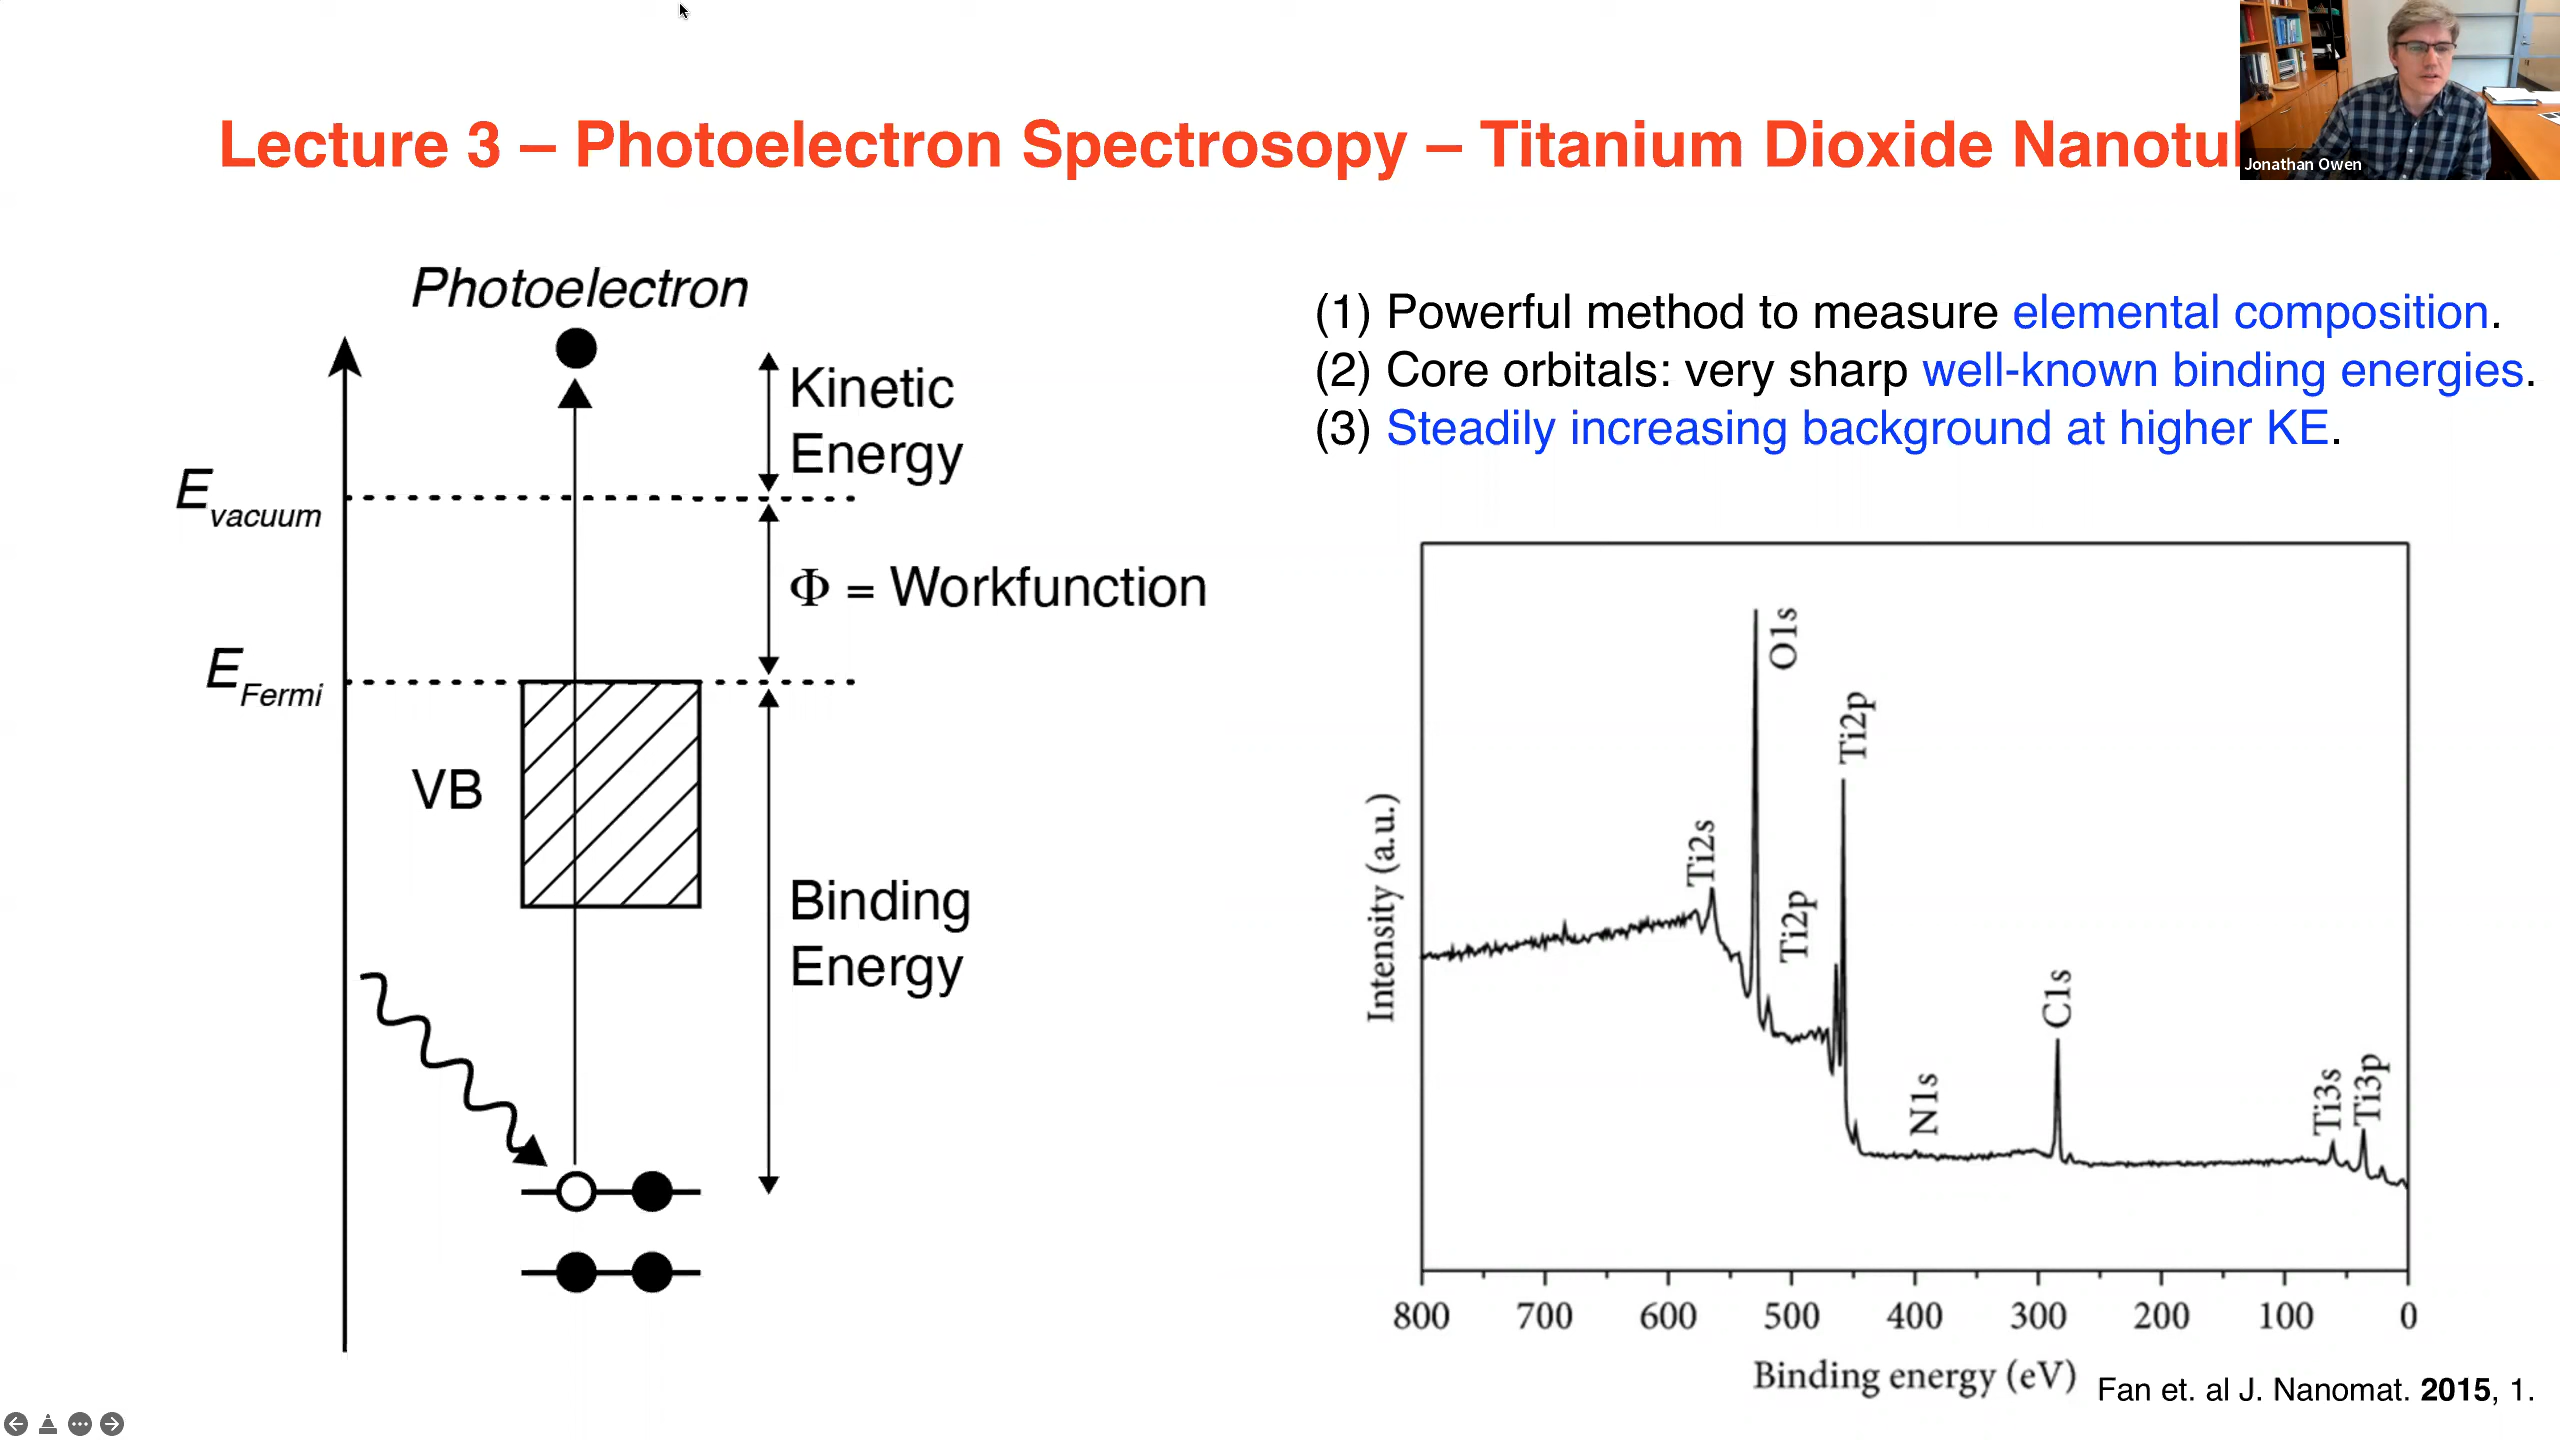 Lecture 3 – Photoelectron Spectrosopy – Titanium Dioxide
Jonathan Owen
Photoelectron
Kinetic
Energy
E vacuum
Φ = Workfunction
E Fermi
VB
Binding
Energy
(1) Powerful method to measure elemental composition.
(2) Core orbitals: very sharp well-known binding energies.
(3) Steadily increasing background at higher KE.
Intensity (a.u.)
Ti2s
O1s
Ti2p
Ti2p
N1s
C1s
Ti3s
Ti3p
800 700 600 500 400 300 200 100 0
Binding energy (eV)
Fan et. al J. Nanomat. 2015, 1.